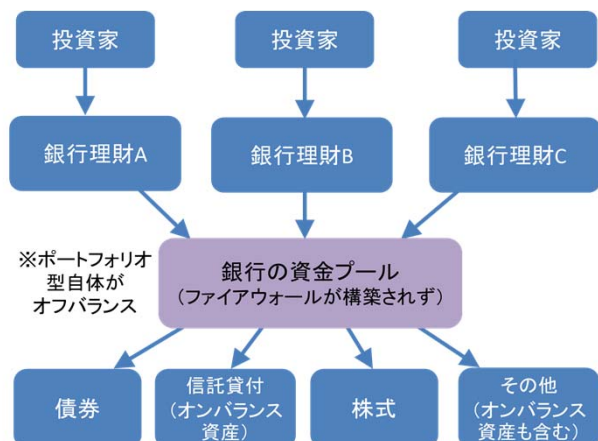 投資家
投資家
投資家
銀行理財A
銀行理財B
銀行理財C
※ポートフォリオ
型自体が
オフバランス
銀行の資金プール
(ファイアウォールが構築されず)
債券
信託貸付
(オンバランス
資産)
株式
その他
(オンバランス
資産も含む)